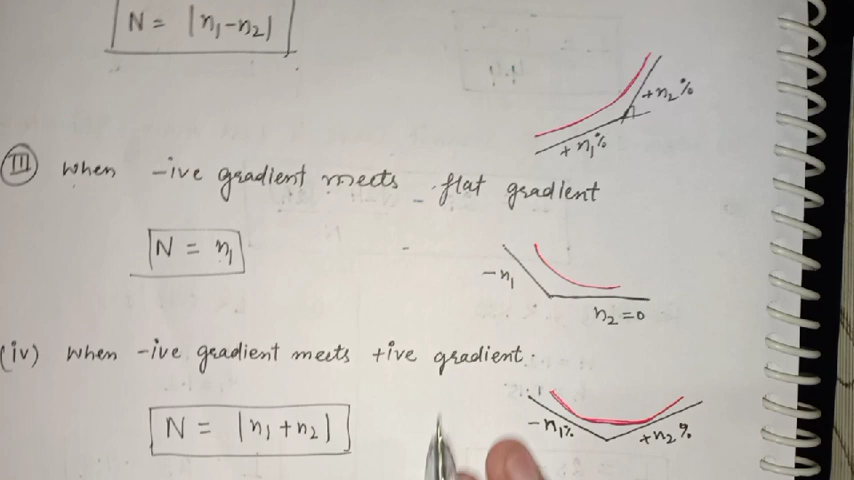 N = |n₁-n₂|
+n₂%
+n₁%
(III) when -ive gradient meets flat gradient
N = n₁
-n₁
n₂=0
(iv) when -ive gradient meets +ive gradient.
N = |n₁+n₂|
-n₁%
+n₂%